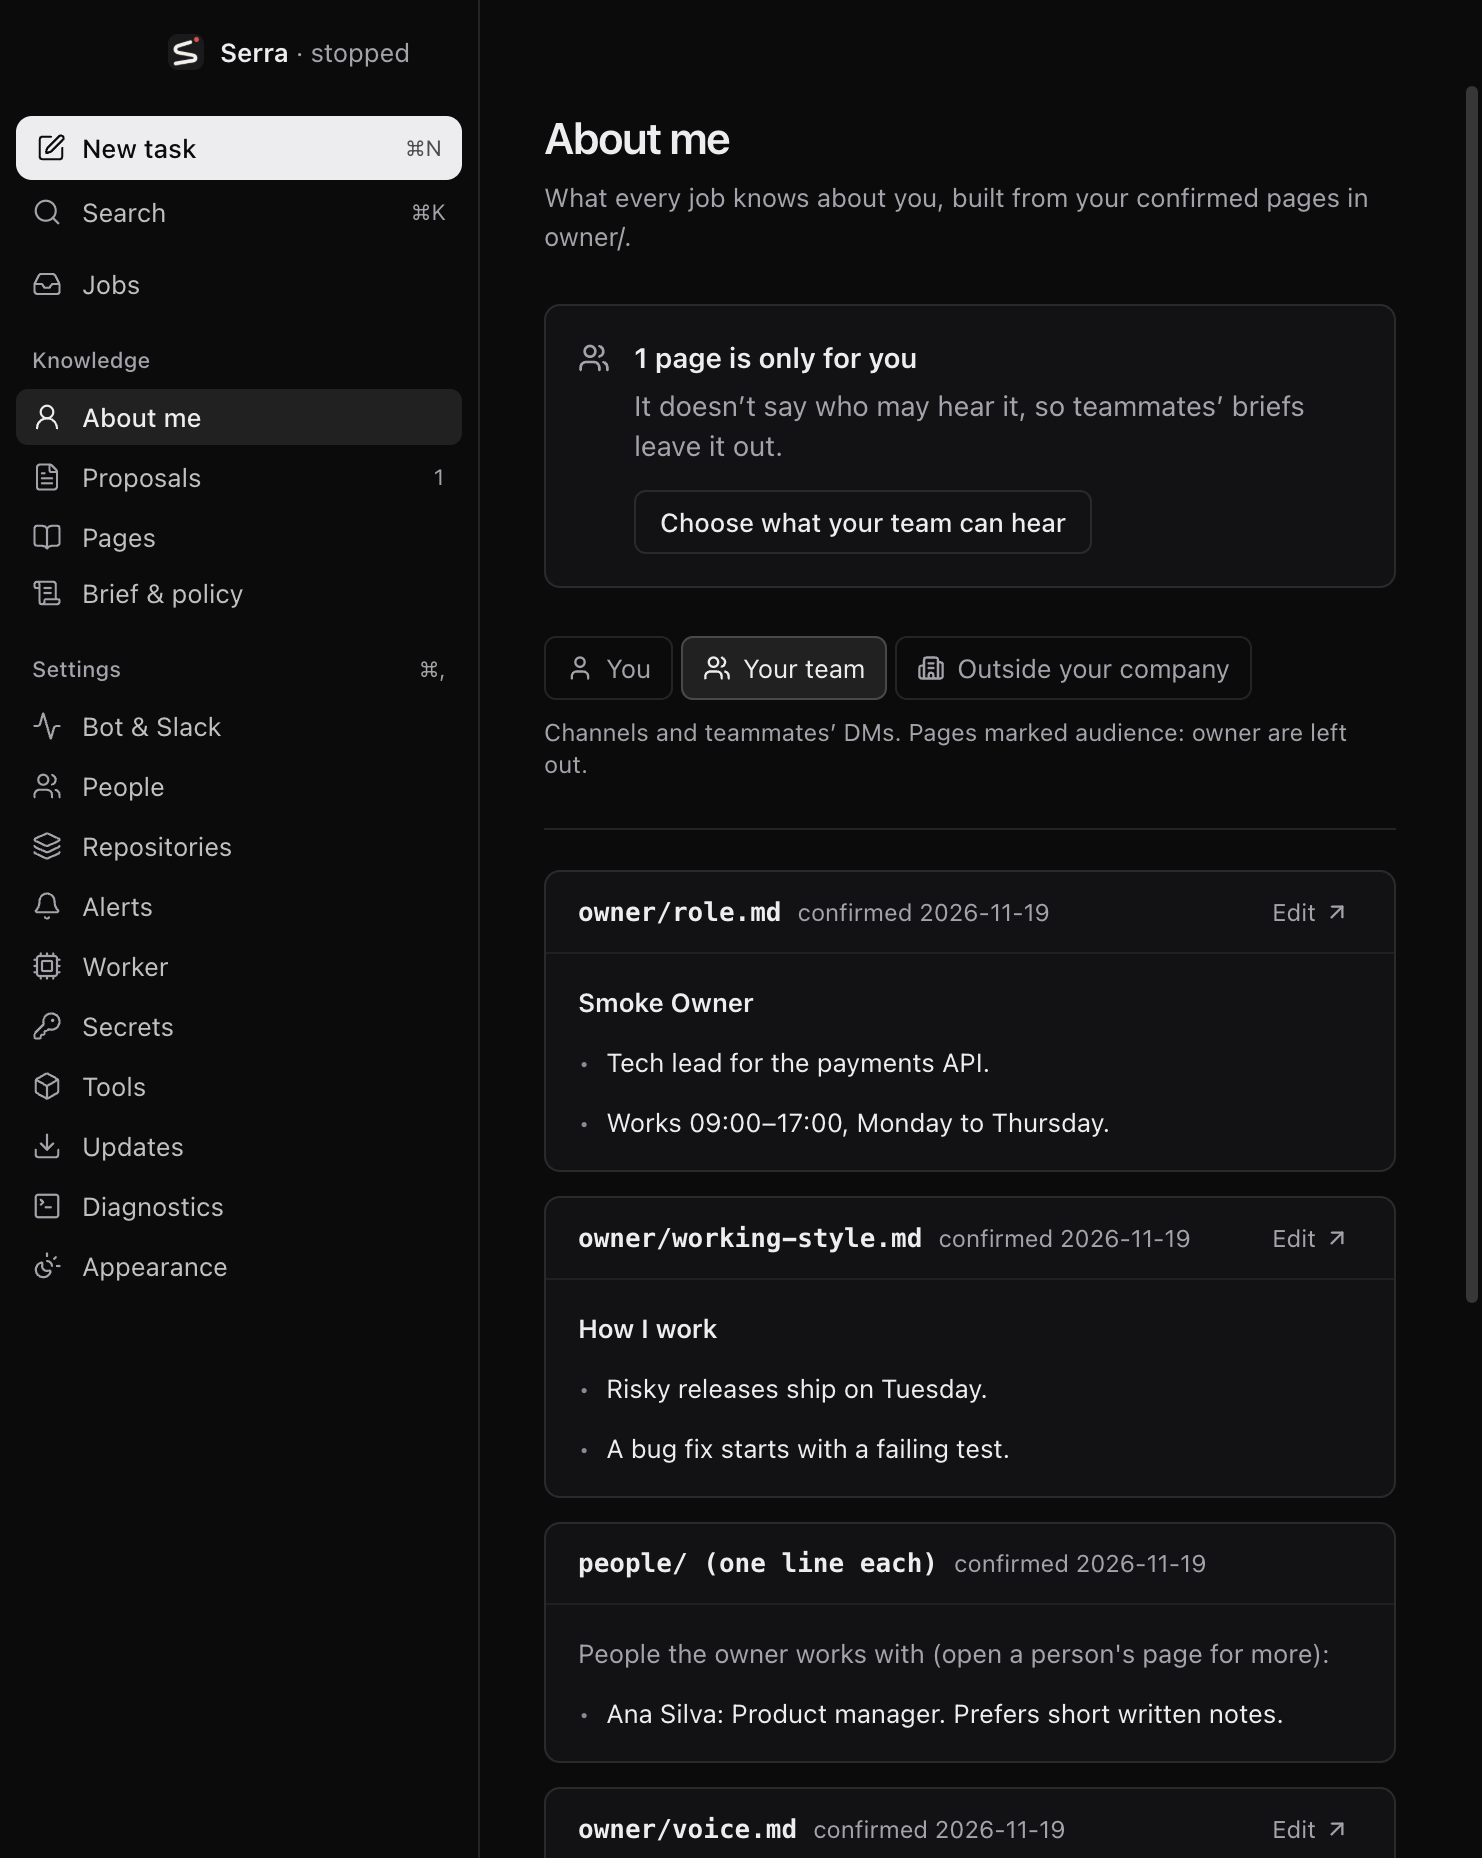 Serra · stopped
New task ⌘N
Search ⌘K
Jobs
Knowledge
About me
Proposals 1
Pages
Brief & policy
Settings ⌘,
Bot & Slack
People
Repositories
Alerts
Worker
Secrets
Tools
Updates
Diagnostics
Appearance
About me
What every job knows about you, built from your confirmed pages in
owner/.
1 page is only for you
It doesn’t say who may hear it, so teammates’ briefs
leave it out.
Choose what your team can hear
You Your team Outside your company
Channels and teammates’ DMs. Pages marked audience: owner are left
out.
owner/role.md confirmed 2026-11-19 Edit ↗
Smoke Owner
• Tech lead for the payments API.
• Works 09:00–17:00, Monday to Thursday.
owner/working-style.md confirmed 2026-11-19 Edit ↗
How I work
• Risky releases ship on Tuesday.
• A bug fix starts with a failing test.
people/ (one line each) confirmed 2026-11-19
People the owner works with (open a person's page for more):
• Ana Silva: Product manager. Prefers short written notes.
owner/voice.md confirmed 2026-11-19 Edit ↗